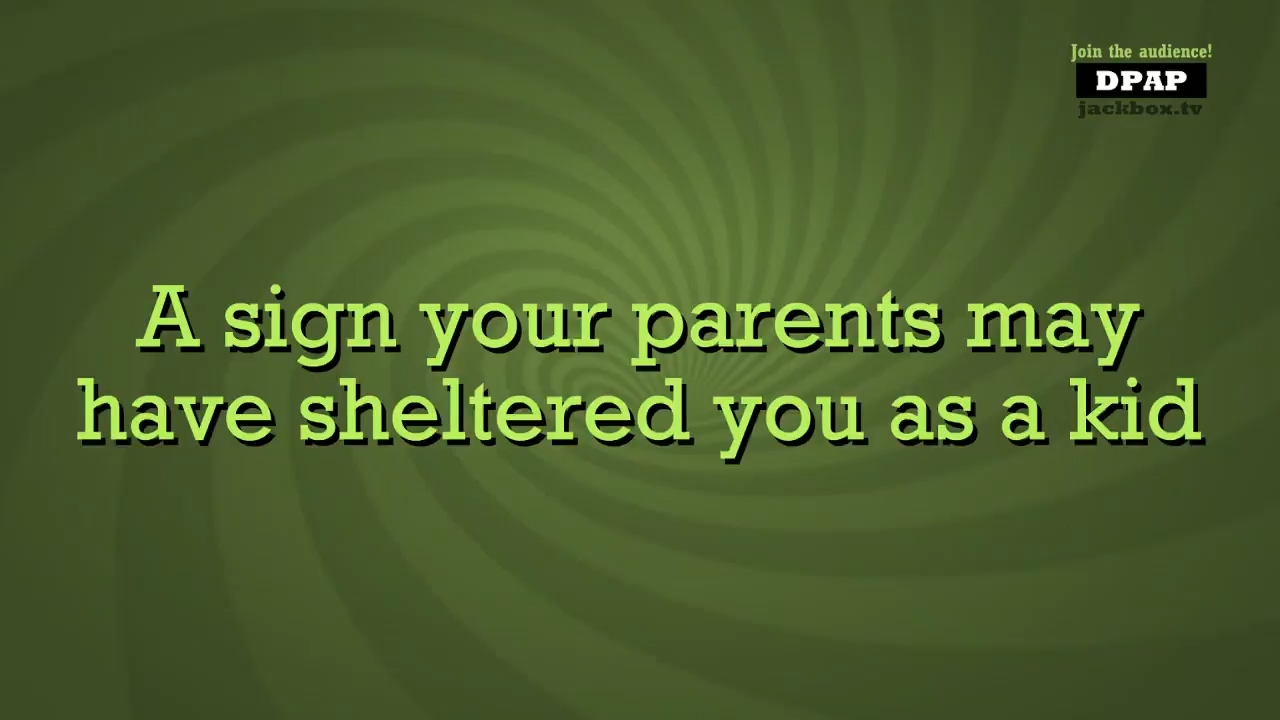 Join the audience!
DPAP
jackbox.tv
A sign your parents may
have sheltered you as a kid